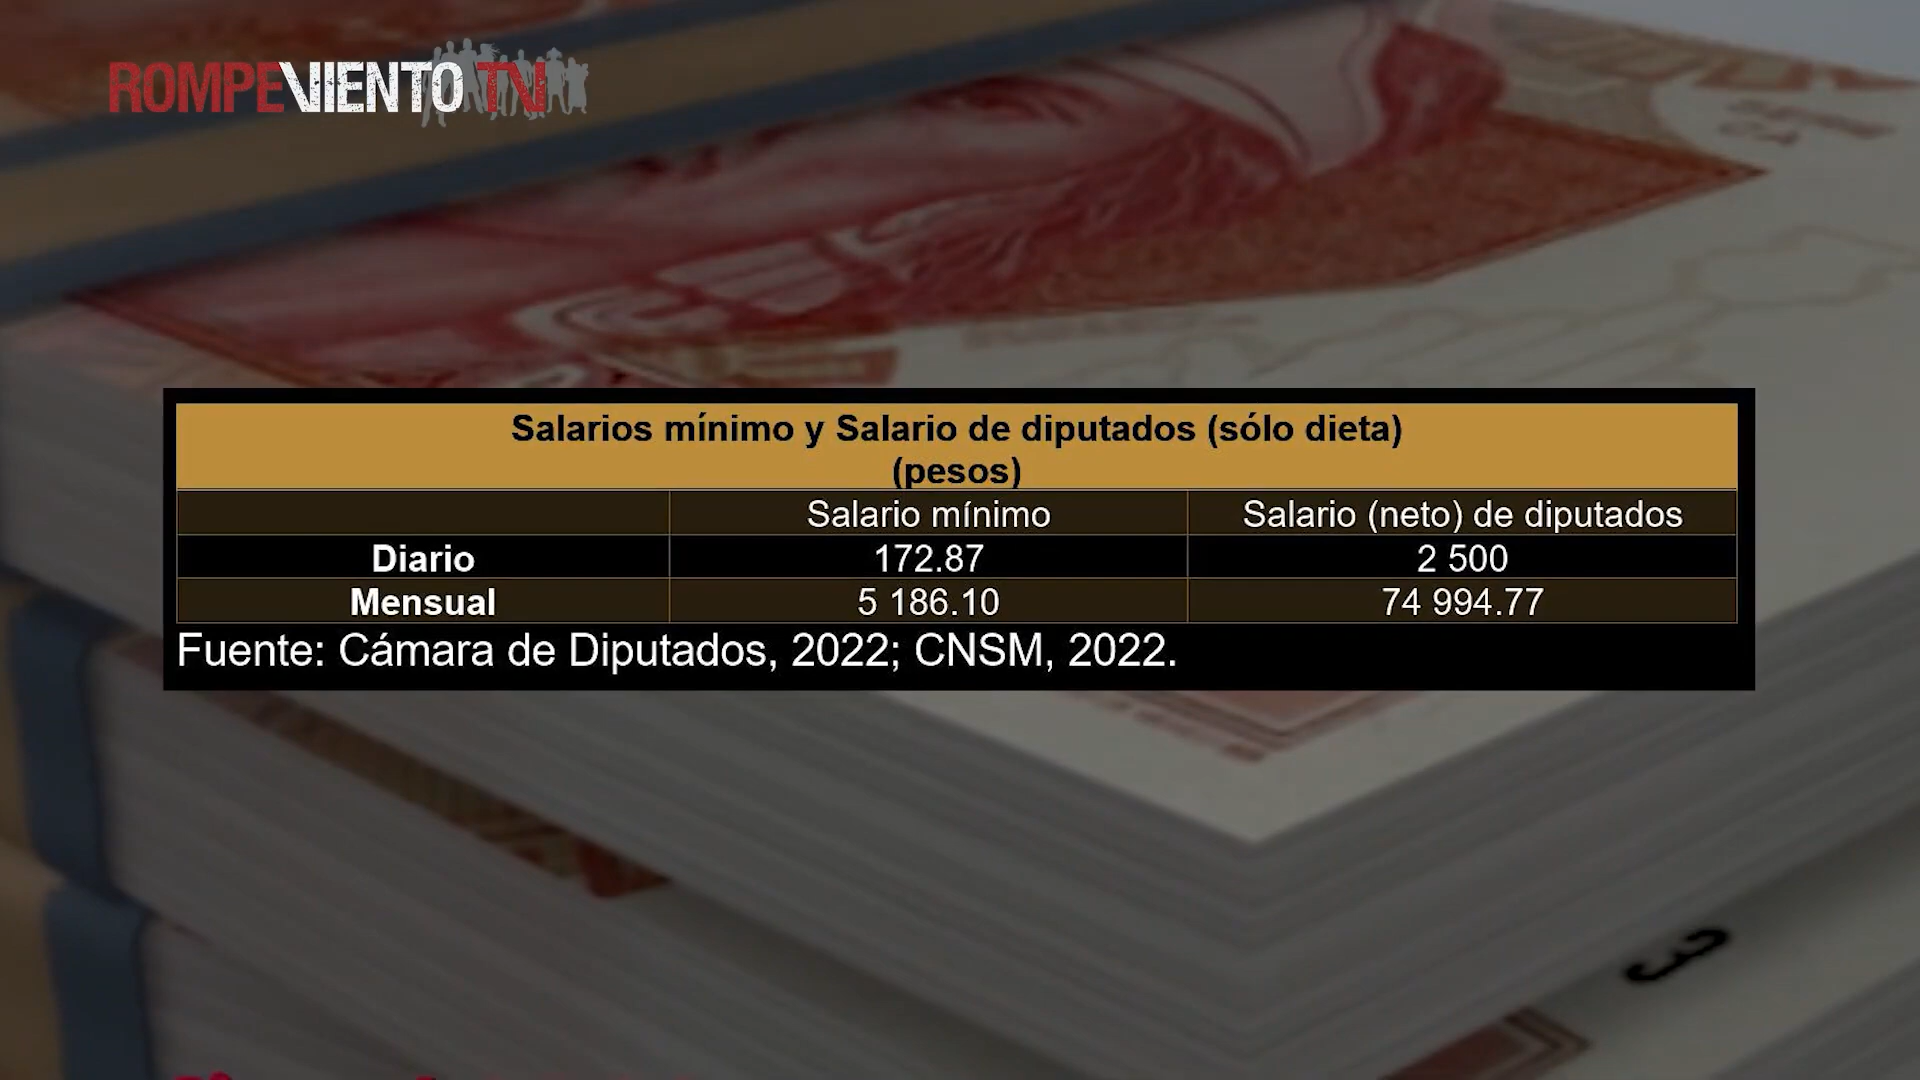 ROMPEVIENTO TV
Salarios mínimo y Salario de diputados (sólo dieta)
(pesos)
Salario mínimo Salario (neto) de diputados
Diario 172.87 2 500
Mensual 5 186.10 74 994.77
Fuente: Cámara de Diputados, 2022; CNSM, 2022.